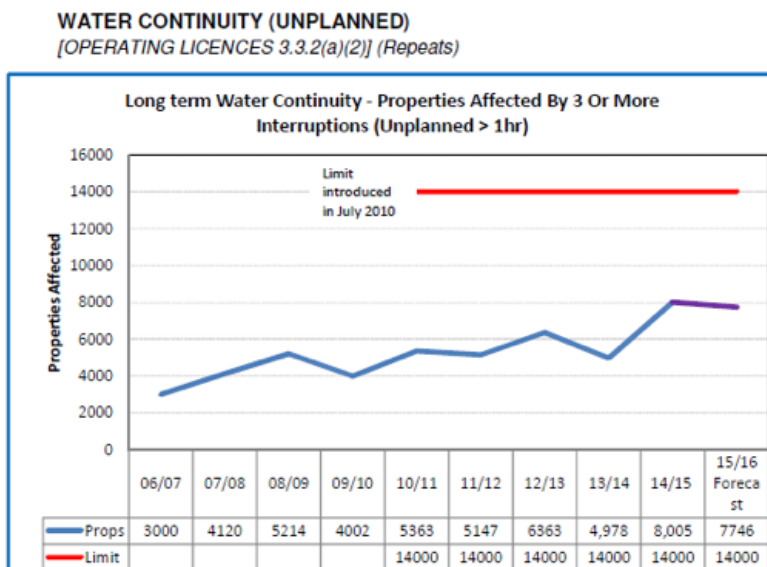 WATER CONTINUITY (UNPLANNED)
[OPERATING LICENCES 3.3.2(a)(2)] (Repeats)
Long term Water Continuity - Properties Affected By 3 Or More
Interruptions (Unplanned > 1hr)
Properties Affected
16000
14000
12000
10000
8000
6000
4000
2000
0
Limit
introduced
in July 2010
06/07 07/08 08/09 09/10 10/11 11/12 12/13 13/14 14/15 15/16
Foreca
st
Props 3000 4120 5214 4002 5363 5147 6363 4,978 8,005 7746
Limit 14000 14000 14000 14000 14000 14000